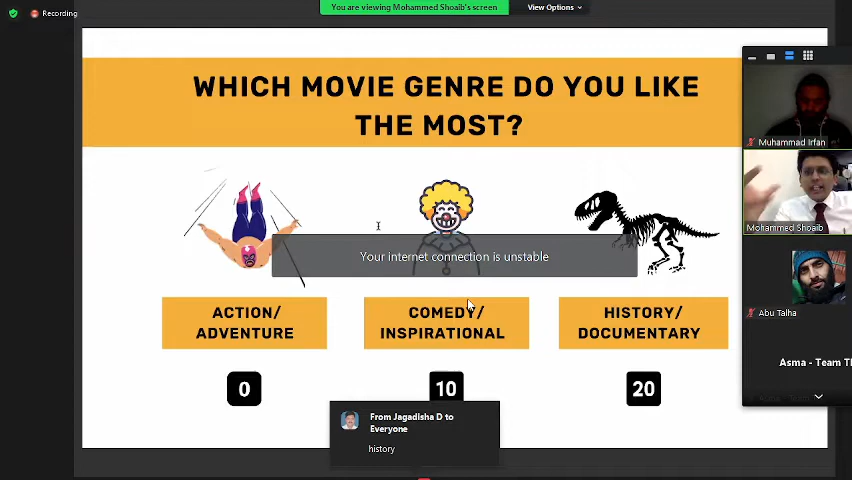 Recording
You are viewing Mohammed Shoaib's screen
View Options
WHICH MOVIE GENRE DO YOU LIKE
THE MOST?
Muhammad Irfan
Mohammed Shoaib
Your internet connection is unstable
ACTION/
ADVENTURE
COMEDY/
INSPIRATIONAL
HISTORY/
DOCUMENTARY
Abu Talha
Asma - Team T
0
10
20
From Jagadisha D to
Everyone
history